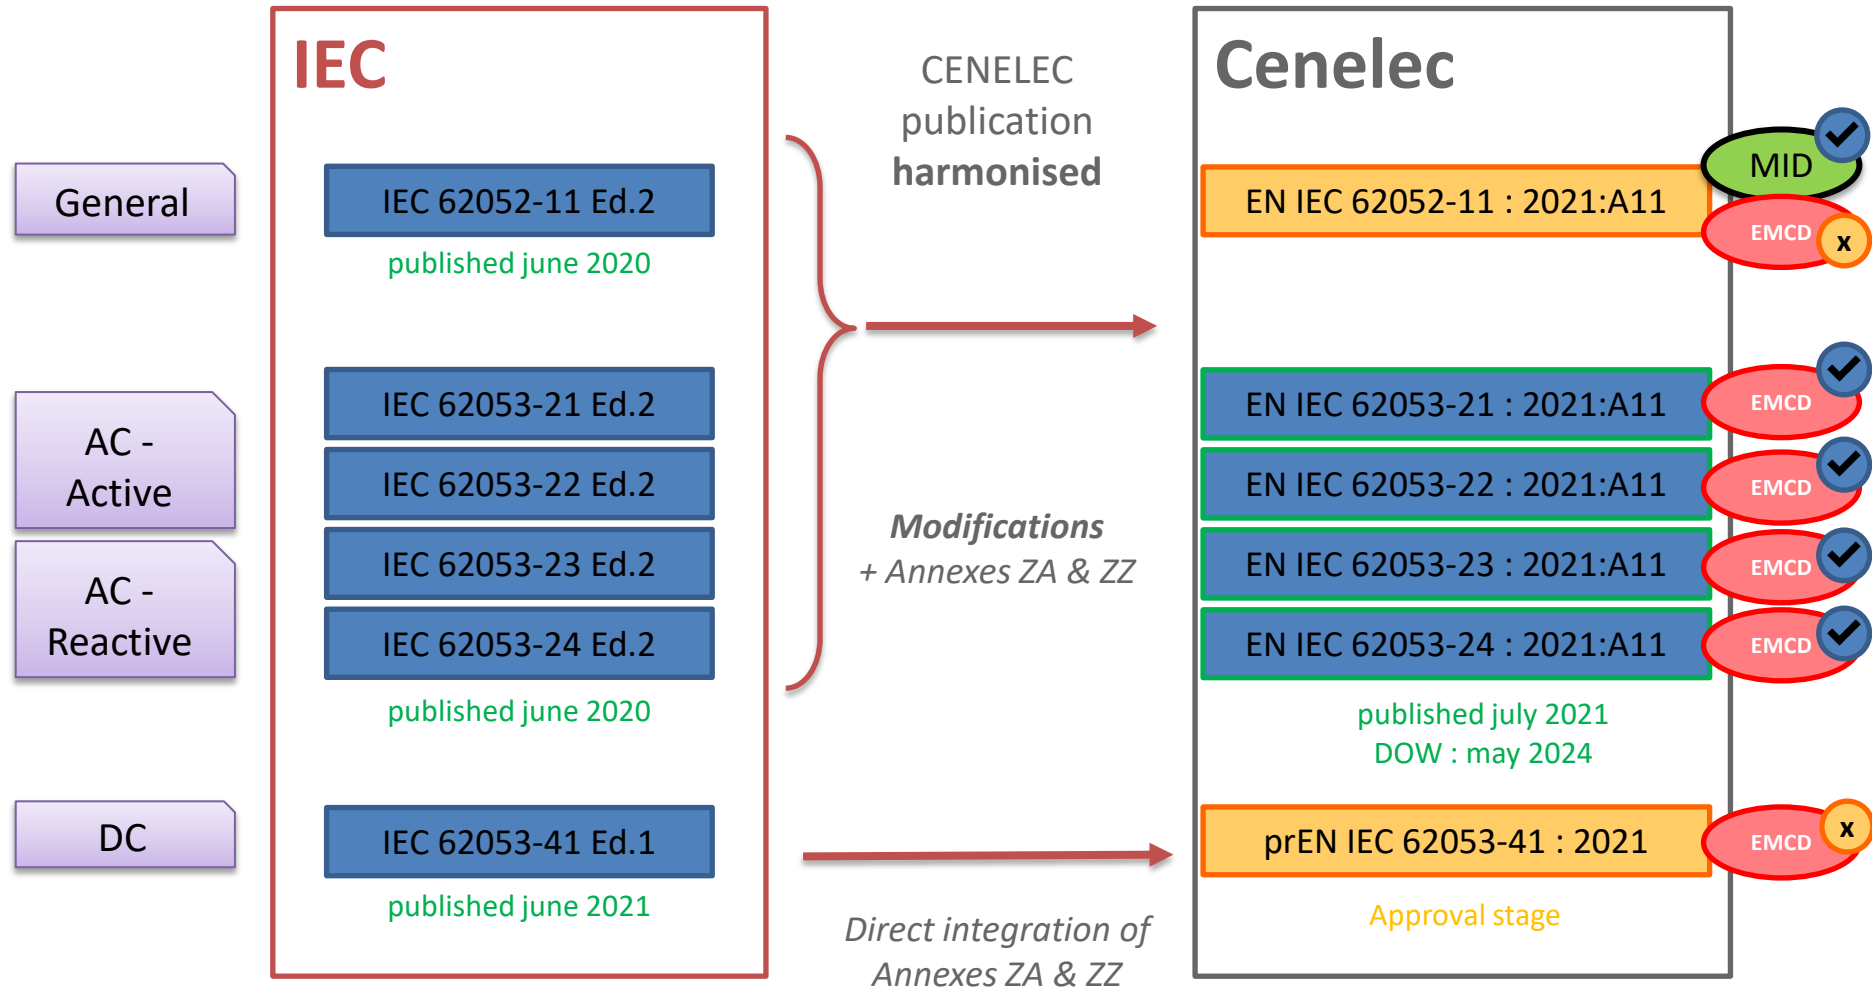 IEC
CENELEC
publication
harmonised
Cenelec
General
IEC 62052-11 Ed.2
published june 2020
EN IEC 62052-11 : 2021:A11
MID
EMCD
x
AC -
Active
AC -
Reactive
IEC 62053-21 Ed.2
IEC 62053-22 Ed.2
IEC 62053-23 Ed.2
IEC 62053-24 Ed.2
published june 2020
Modifications
+ Annexes ZA & ZZ
EN IEC 62053-21 : 2021:A11
EMCD
EN IEC 62053-22 : 2021:A11
EMCD
EN IEC 62053-23 : 2021:A11
EMCD
EN IEC 62053-24 : 2021:A11
EMCD
published july 2021
DOW : may 2024
DC
IEC 62053-41 Ed.1
published june 2021
Direct integration of
Annexes ZA & ZZ
prEN IEC 62053-41 : 2021
EMCD
x
Approval stage